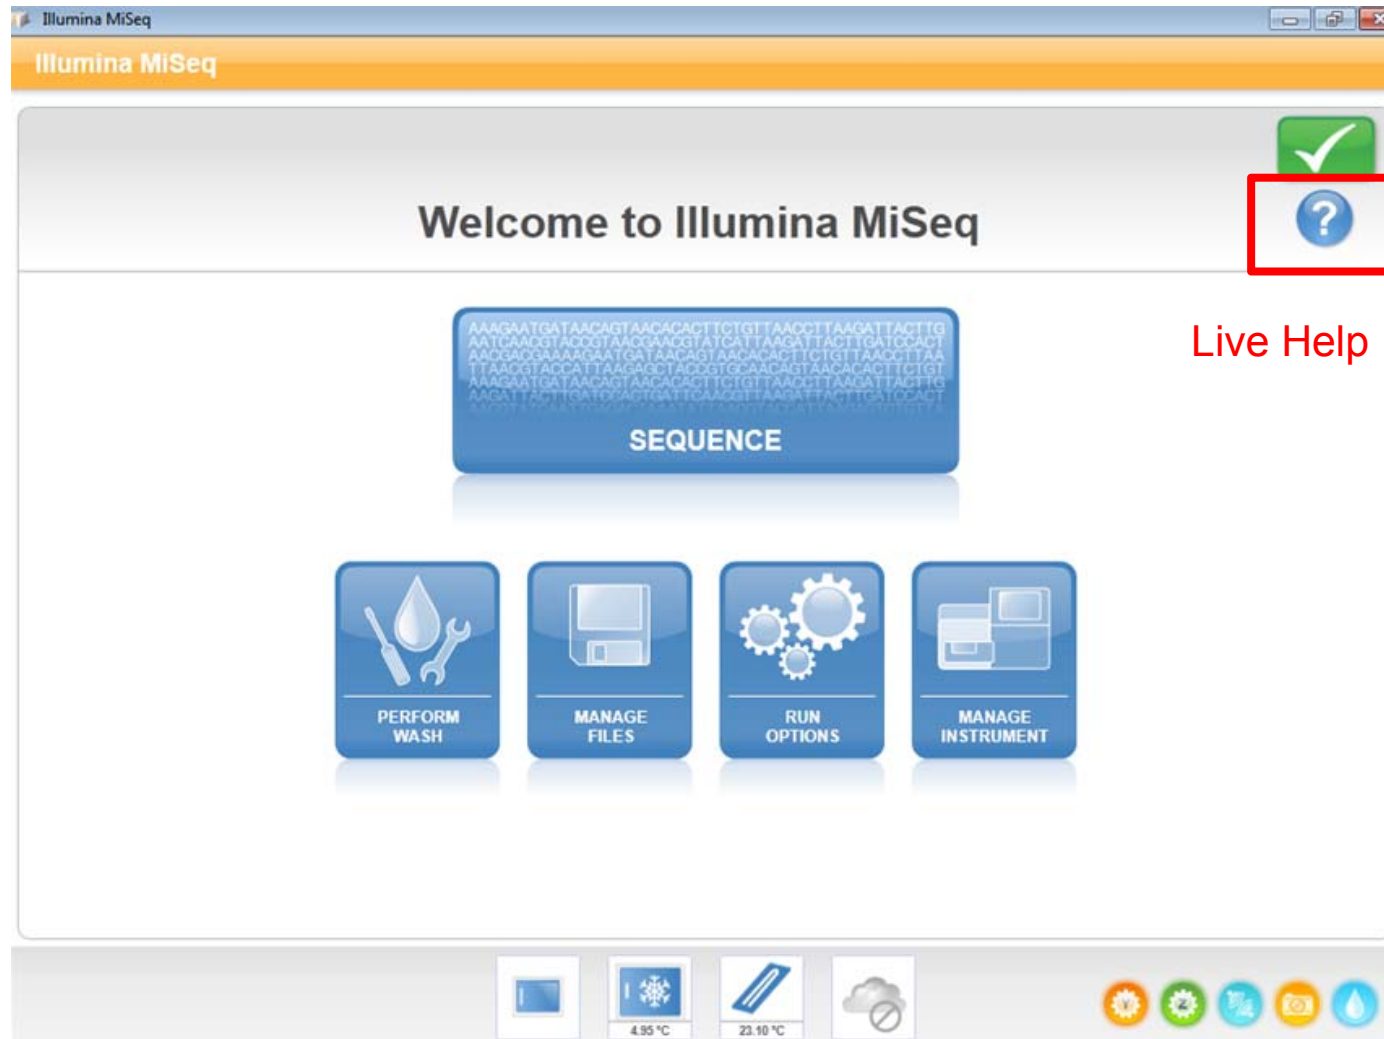 Illumina MiSeq
Illumina MiSeq
Welcome to Illumina MiSeq
Live Help
AAAGAATGATAACAGTAACACACTTCTGTTAACCTTAAGATTACTTG
SEQUENCE
PERFORM
WASH
MANAGE
FILES
RUN
OPTIONS
MANAGE
INSTRUMENT
4.95 °C
23.10 °C
Y
Z